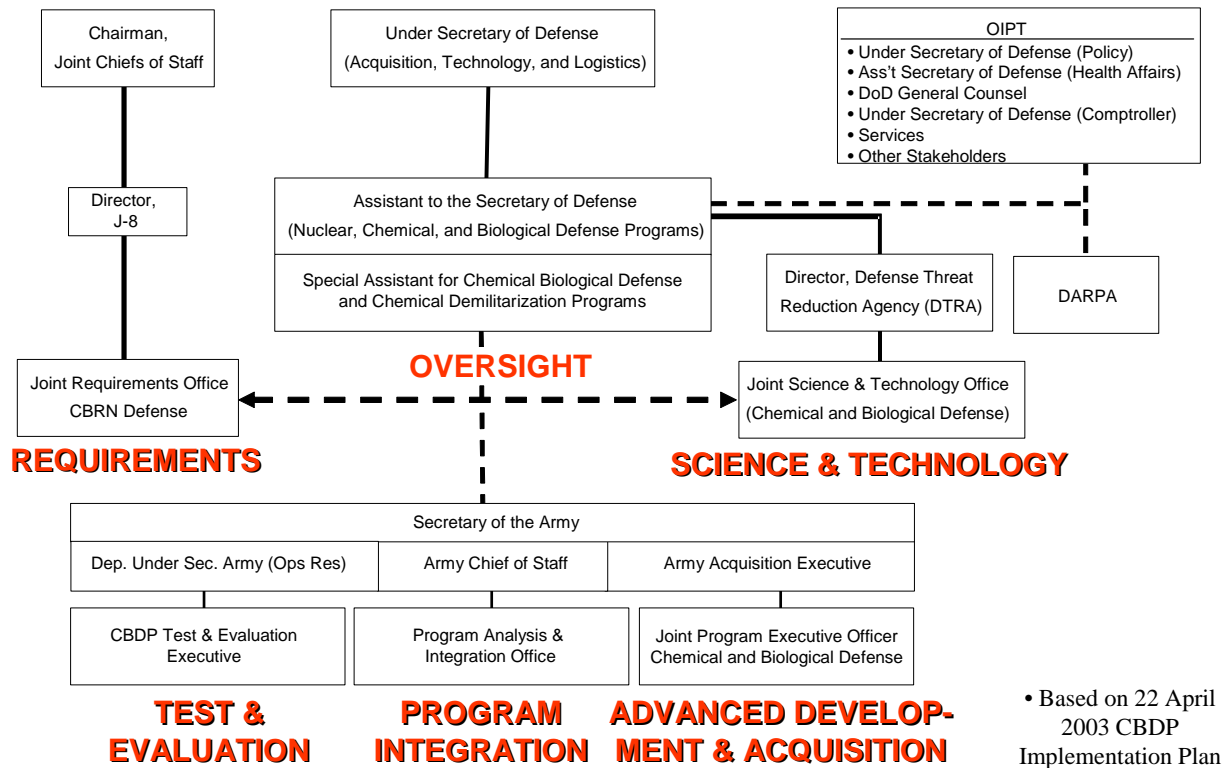 Chairman,
Joint Chiefs of Staff
Under Secretary of Defense
(Acquisition, Technology, and Logistics)
OIPT
• Under Secretary of Defense (Policy)
• Ass't Secretary of Defense (Health Affairs)
• DoD General Counsel
• Under Secretary of Defense (Comptroller)
• Services
• Other Stakeholders
Director,
J-8
Assistant to the Secretary of Defense
(Nuclear, Chemical, and Biological Defense Programs)
Special Assistant for Chemical Biological Defense
and Chemical Demilitarization Programs
Director, Defense Threat
Reduction Agency (DTRA)
DARPA
OVERSIGHT
Joint Requirements Office
CBRN Defense
Joint Science & Technology Office
(Chemical and Biological Defense)
REQUIREMENTS
SCIENCE & TECHNOLOGY
Secretary of the Army
Dep. Under Sec. Army (Ops Res)
Army Chief of Staff
Army Acquisition Executive
CBDP Test & Evaluation
Executive
Program Analysis &
Integration Office
Joint Program Executive Officer
Chemical and Biological Defense
TEST &
EVALUATION
PROGRAM
INTEGRATION
ADVANCED DEVELOP-
MENT & ACQUISITION
• Based on 22 April
2003 CBDP
Implementation Plan